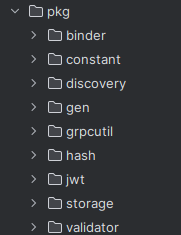 pkg
binder
constant
discovery
gen
grpcutil
hash
jwt
storage
validator